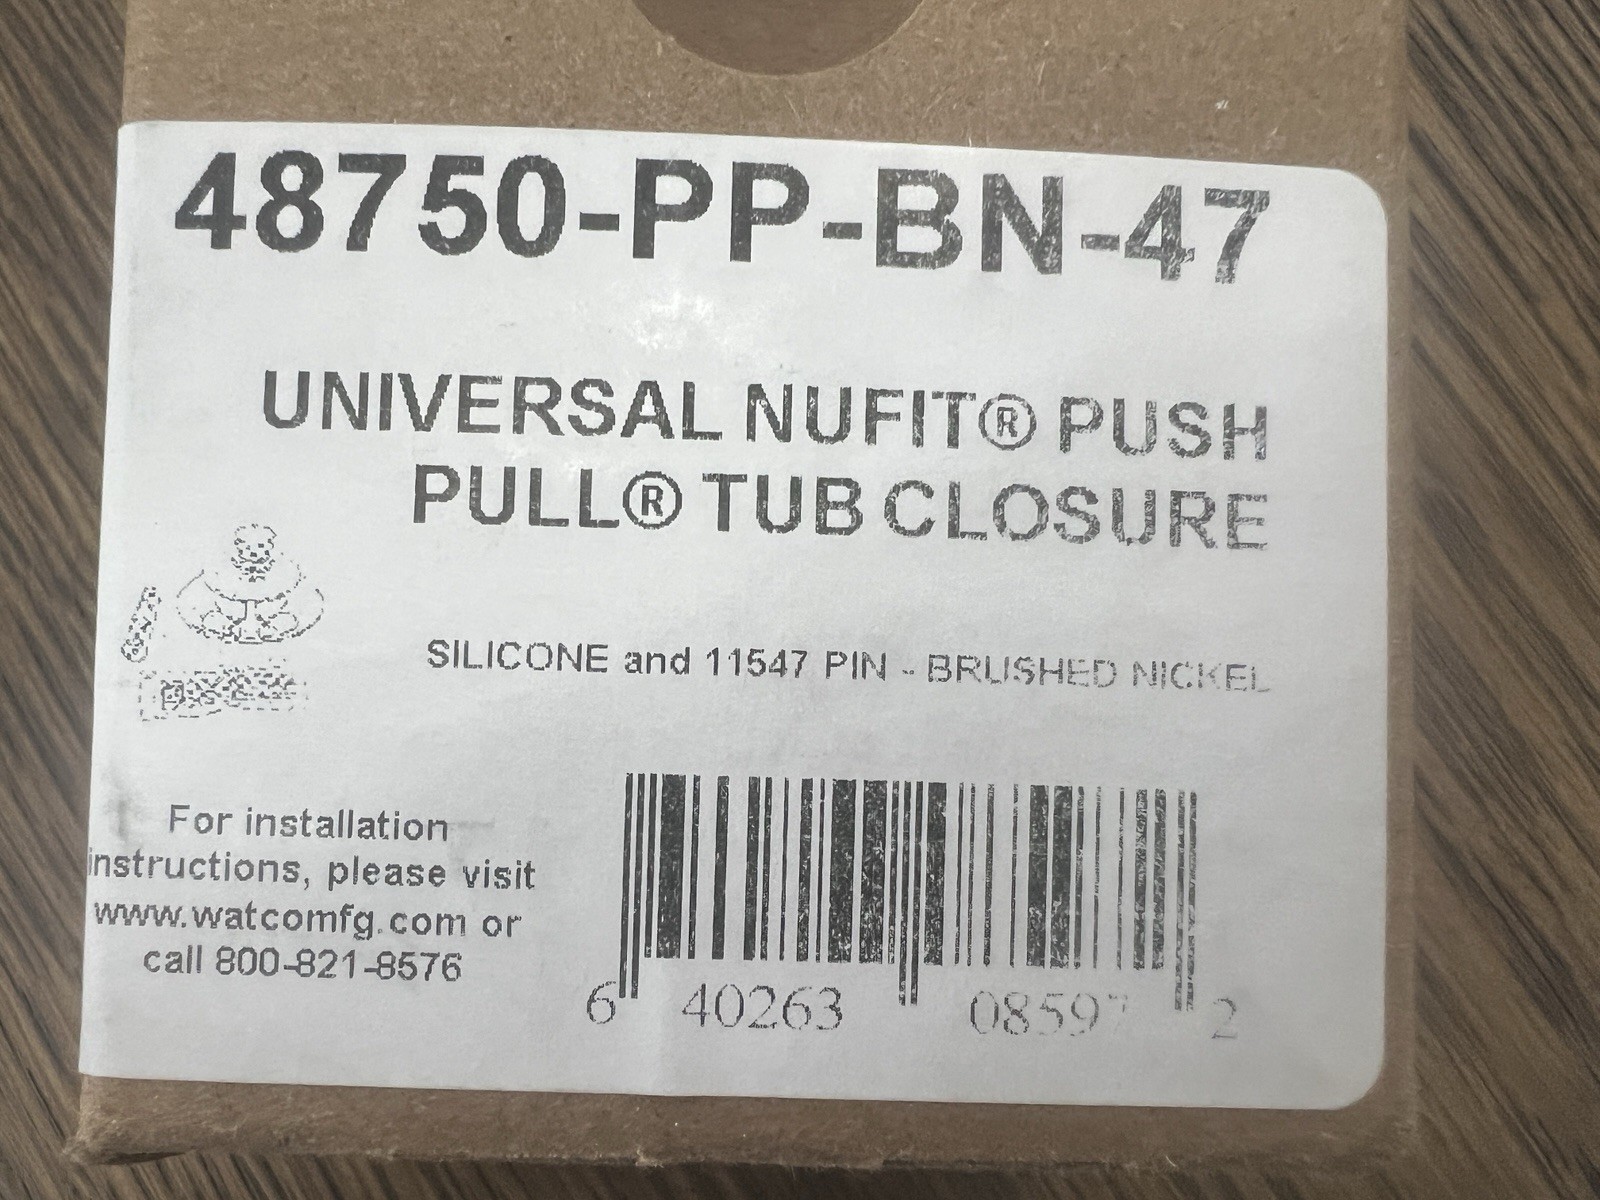 48750-PP-BN-47
UNIVERSAL NUFIT® PUSH
PULL® TUB CLOSURE
SILICONE and 11547 PIN - BRUSHED NICKEL
For installation
instructions, please visit
www.watcomfg.com or
call 800-821-8576
6 40263 08597 2